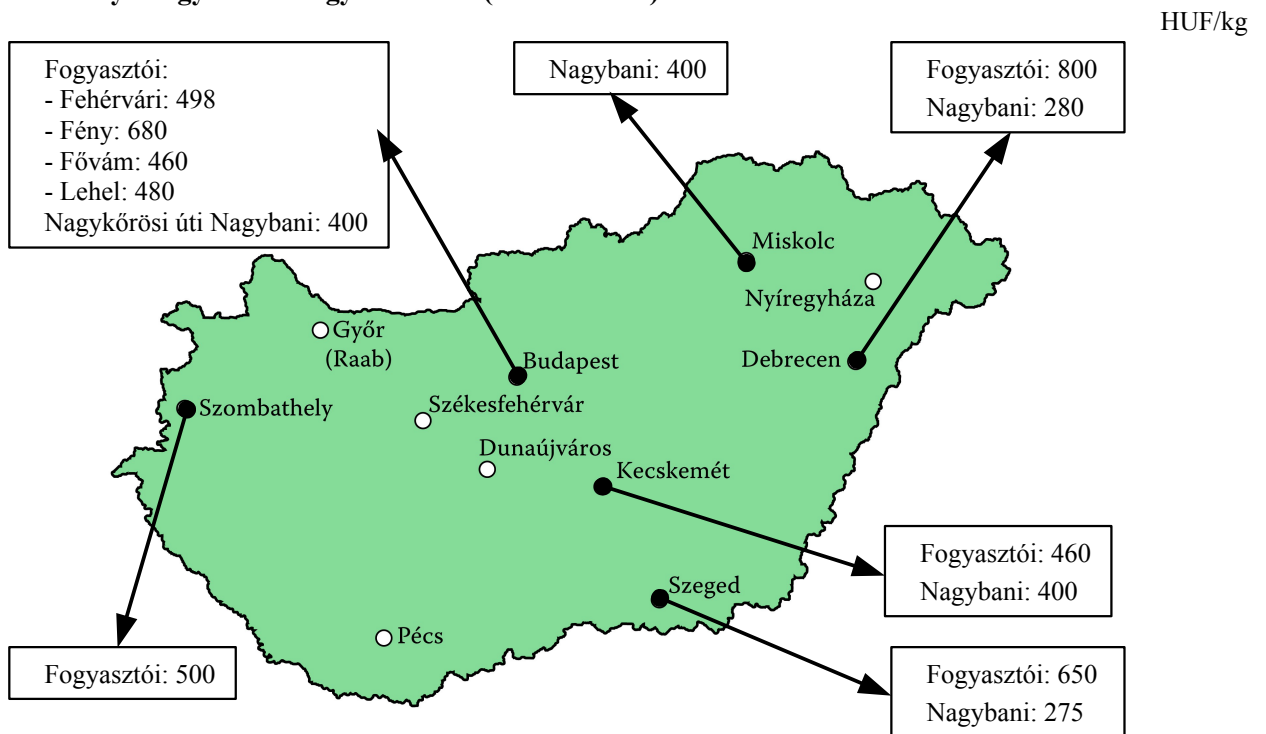 HUF/kg
Fogyasztói:
- Fehérvári: 498
- Fény: 680
- Fővám: 460
- Lehel: 480
Nagykőrösi úti Nagybani: 400
Nagybani: 400
Fogyasztói: 800
Nagybani: 280
Miskolc
Nyíregyháza
Győr
(Raab)
Budapest
Debrecen
Szombathely
Székesfehérvár
Dunaújváros
Kecskemét
Fogyasztói: 460
Nagybani: 400
Szeged
Pécs
Fogyasztói: 500
Fogyasztói: 650
Nagybani: 275